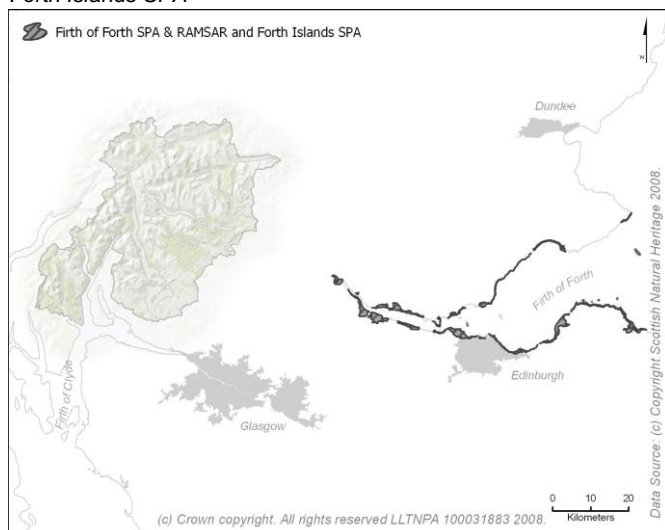 Forth Islands SPA
Firth of Forth SPA & RAMSAR and Forth Islands SPA
N
Dundee
Firth of Forth
Edinburgh
Firth of Clyde
Glasgow
0 10 20
Kilometers
(c) Crown copyright. All rights reserved LLTNPA 100031883 2008.
Data Source: (c) Copyright Scottish Natural Heritage 2008.